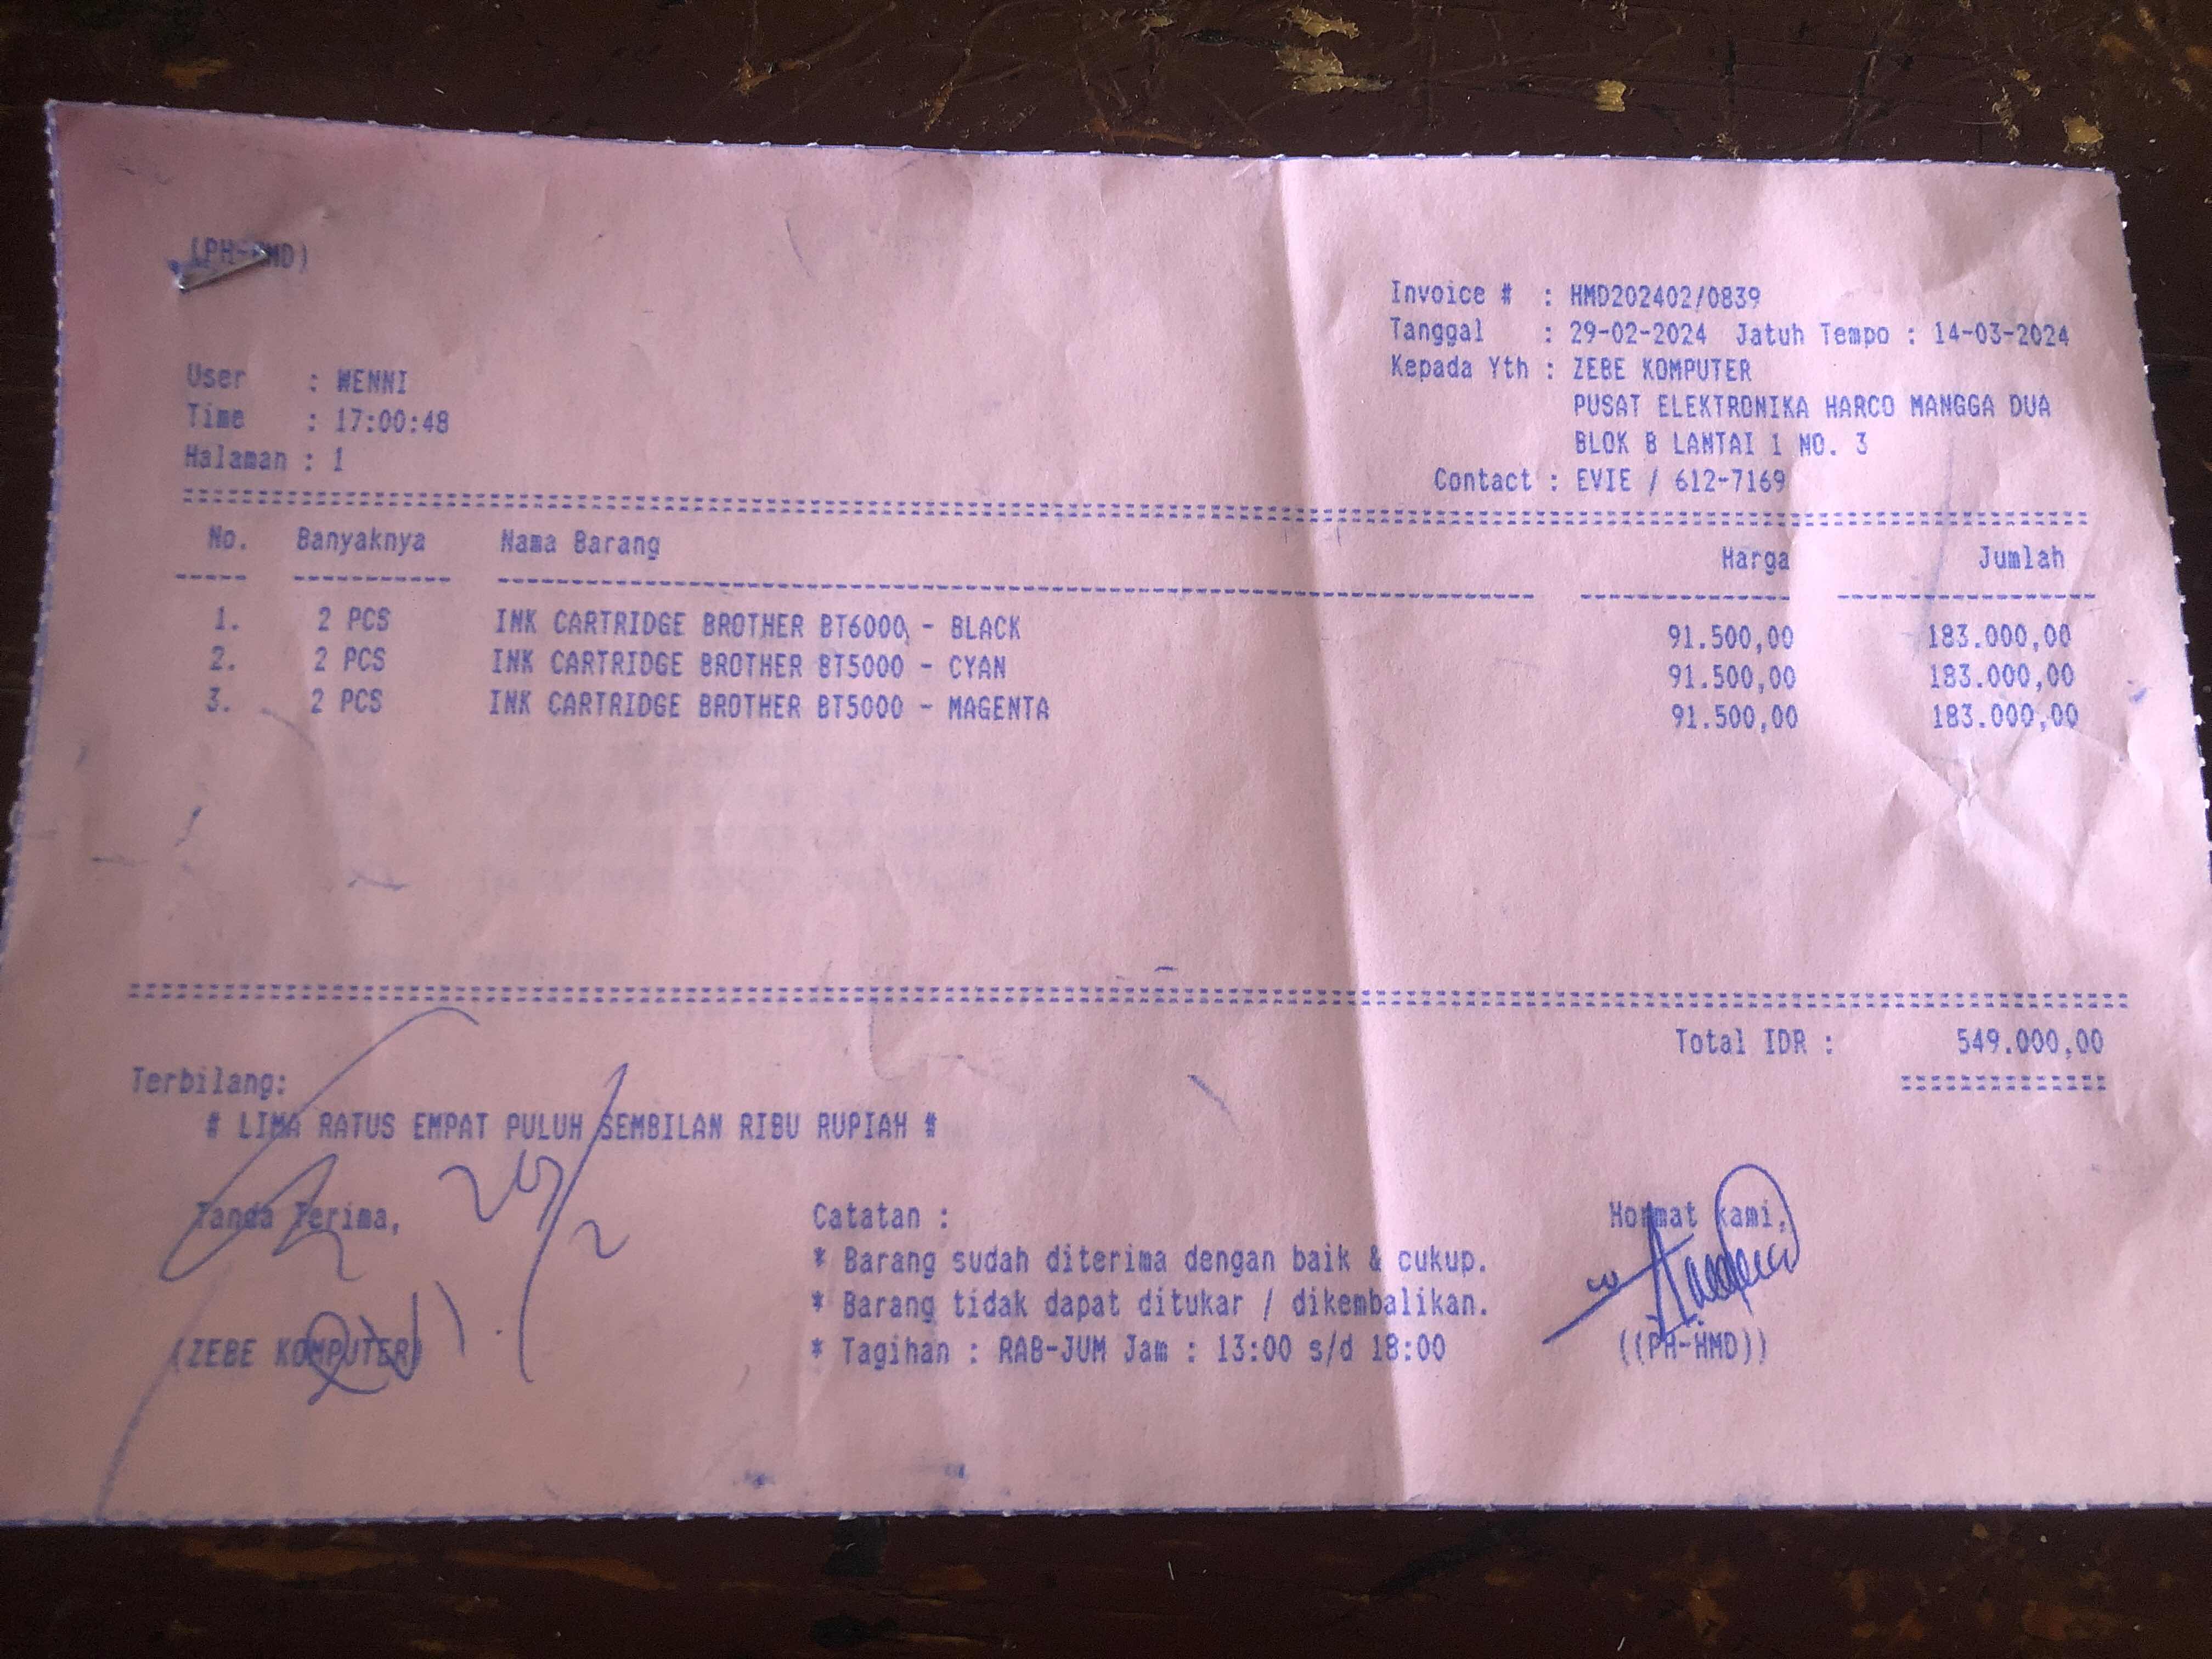 (PH-HMD)
Invoice # : HMD202402/0839
Tanggal : 29-02-2024 Jatuh Tempo : 14-03-2024
Kepada Yth : ZEBE KOMPUTER
PUSAT ELEKTRONIKA HARCO MANGGA DUA
BLOK B LANTAI 1 NO. 3
Contact : EVIE / 612-7169
User : WENNI
Time : 17:00:48
Halaman : 1
No. Banyaknya Nama Barang Harga Jumlah
1. 2 PCS INK CARTRIDGE BROTHER BT6000 - BLACK 91.500,00 183.000,00
2. 2 PCS INK CARTRIDGE BROTHER BT5000 - CYAN 91.500,00 183.000,00
3. 2 PCS INK CARTRIDGE BROTHER BT5000 - MAGENTA 91.500,00 183.000,00
Total IDR : 549.000,00
Terbilang:
# LIMA RATUS EMPAT PULUH SEMBILAN RIBU RUPIAH #
Tanda Terima,
(ZEBE KOMPUTER)
Catatan :
* Barang sudah diterima dengan baik & cukup.
* Barang tidak dapat ditukar / dikembalikan.
* Tagihan : RAB-JUM Jam : 13:00 s/d 18:00
Hormat kami,
((PH-HMD))